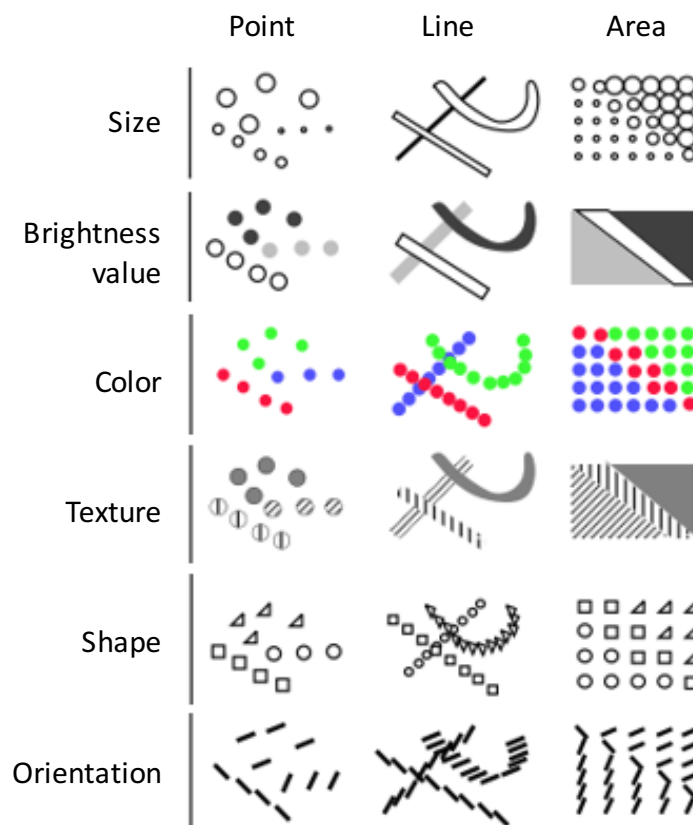 Point Line Area
Size
Brightness
value
Color
Texture
Shape
Orientation